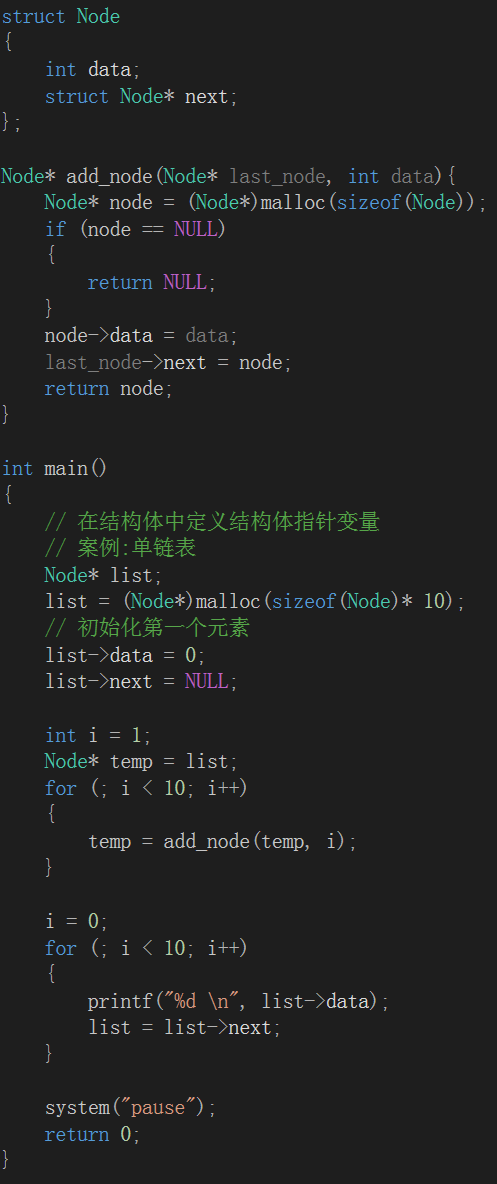 struct Node
{
    int data;
    struct Node* next;
};

Node* add_node(Node* last_node, int data){
    Node* node = (Node*)malloc(sizeof(Node));
    if (node == NULL)
    {
        return NULL;
    }
    node->data = data;
    last_node->next = node;
    return node;
}

int main()
{
    // 在结构体中定义结构体指针变量
    // 案例:单链表
    Node* list;
    list = (Node*)malloc(sizeof(Node)* 10);
    // 初始化第一个元素
    list->data = 0;
    list->next = NULL;

    int i = 1;
    Node* temp = list;
    for (; i < 10; i++)
    {
        temp = add_node(temp, i);
    }

    i = 0;
    for (; i < 10; i++)
    {
        printf("%d \n", list->data);
        list = list->next;
    }

    system("pause");
    return 0;
}